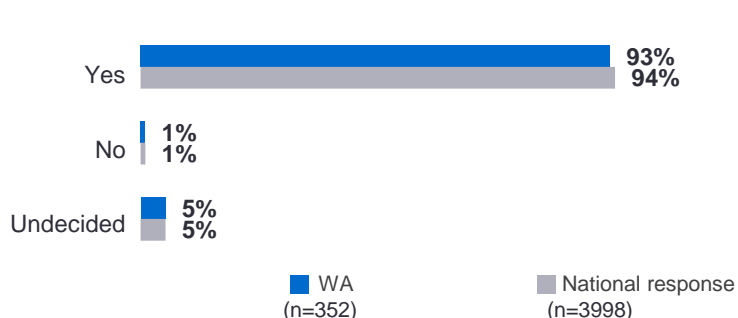 Yes
93%
94%
No
1%
1%
Undecided
5%
5%
WA
(n=352)
National response
(n=3998)